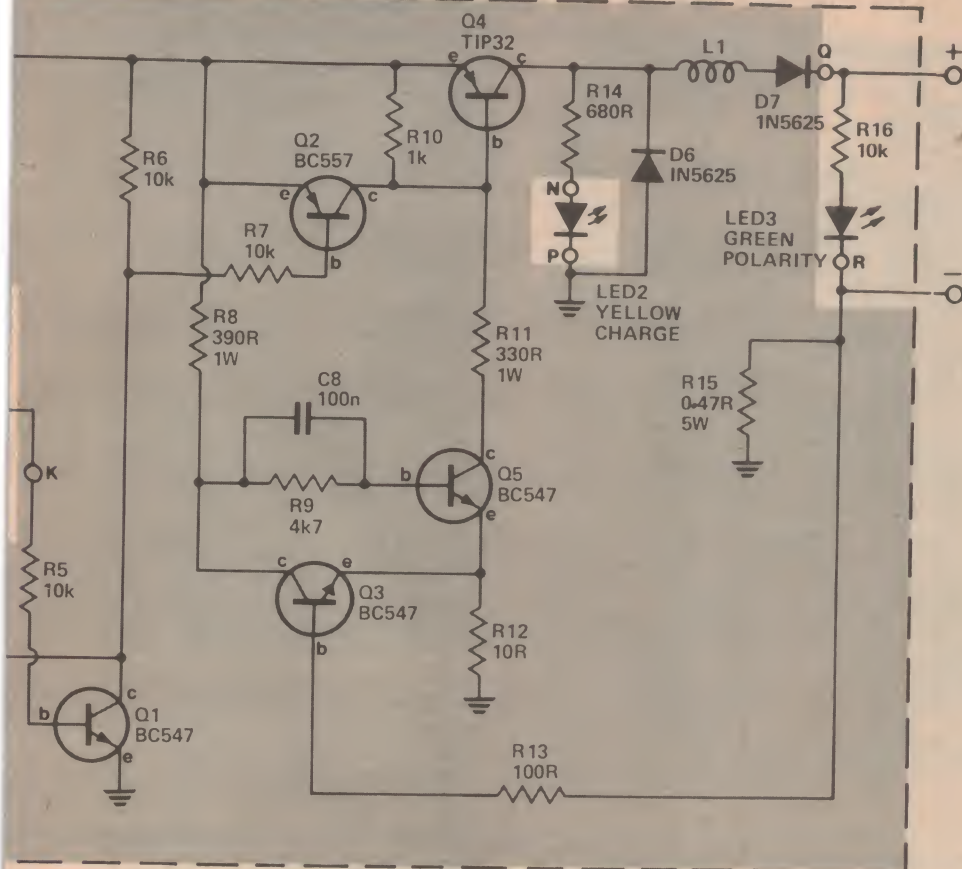 Q4
TIP32
e
c
b
L1
Q
+
D7
1N5625
R14
680R
R10
1k
Q2
BC557
R6
10k
D6
IN5625
R16
10k
e
c
b
N
P
R7
10k
LED3
GREEN
POLARITY
R
−
LED2
YELLOW
CHARGE
R8
390R
1W
R11
330R
1W
C8
100n
R15
0.47R
5W
K
b
c
e
Q5
BC547
R9
4k7
R5
10k
c
e
b
Q3
BC547
R12
10R
b
c
e
Q1
BC547
R13
100R